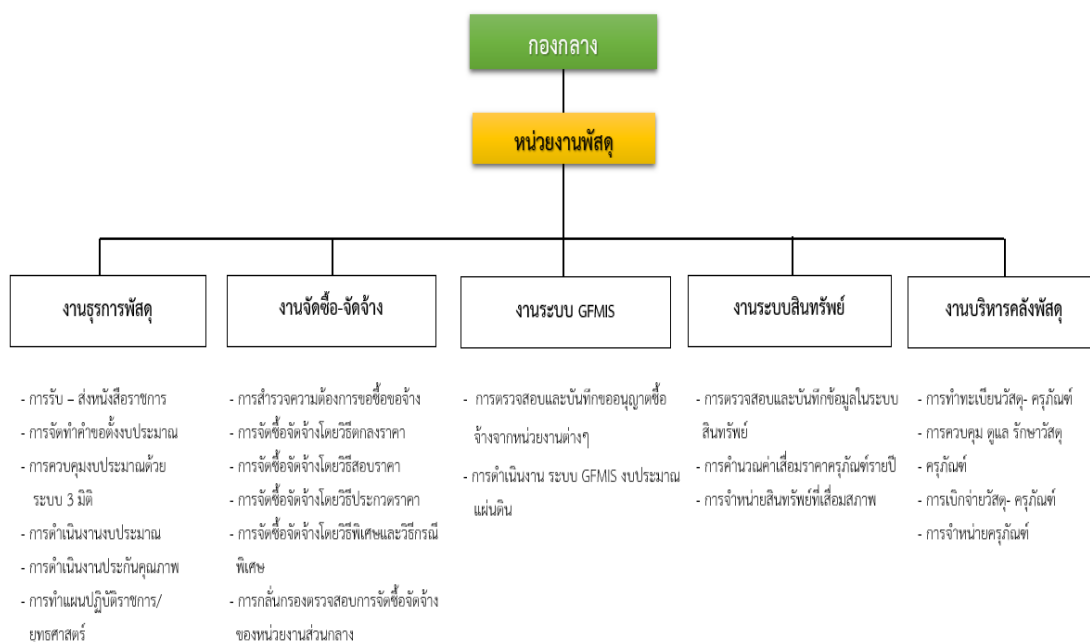 กองกลาง
หน่วยงานพัสดุ
งานธุรการพัสดุ
- การรับ – ส่งหนังสือราชการ
- การจัดทำคำขอตั้งงบประมาณ
- การควบคุมงบประมาณด้วย
ระบบ 3 มิติ
- การดำเนินงานงบประมาณ
- การดำเนินงานประกันคุณภาพ
- การทำแผนปฏิบัติราชการ/
ยุทธศาสตร์
งานจัดซื้อ-จัดจ้าง
- การสำรวจความต้องการขอซื้อขอจ้าง
- การจัดซื้อจัดจ้างโดยวิธีตกลงราคา
- การจัดซื้อจัดจ้างโดยวิธีสอบราคา
- การจัดซื้อจัดจ้างโดยวิธีประกวดราคา
- การจัดซื้อจัดจ้างโดยวิธีพิเศษและวิธีกรณี
พิเศษ
- การกลั่นกรองตรวจสอบการจัดซื้อจัดจ้าง
ของหน่วยงานส่วนกลาง
งานระบบ GFMIS
- การตรวจสอบและบันทึกขออนุญาตซื้อ
จ้างจากหน่วยงานต่างๆ
- การดำเนินงาน ระบบ GFMIS งบประมาณ
แผ่นดิน
งานระบบสินทรัพย์
- การตรวจสอบและบันทึกข้อมูลในระบบ
สินทรัพย์
- การคำนวณค่าเสื่อมราคาครุภัณฑ์รายปี
- การจำหน่ายสินทรัพย์ที่เสื่อมสภาพ
งานบริหารคลังพัสดุ
- การทำทะเบียนวัสดุ- ครุภัณฑ์
- การควบคุม ดูแล รักษาวัสดุ
- ครุภัณฑ์
- การเบิกจ่ายวัสดุ- ครุภัณฑ์
- การจำหน่ายครุภัณฑ์